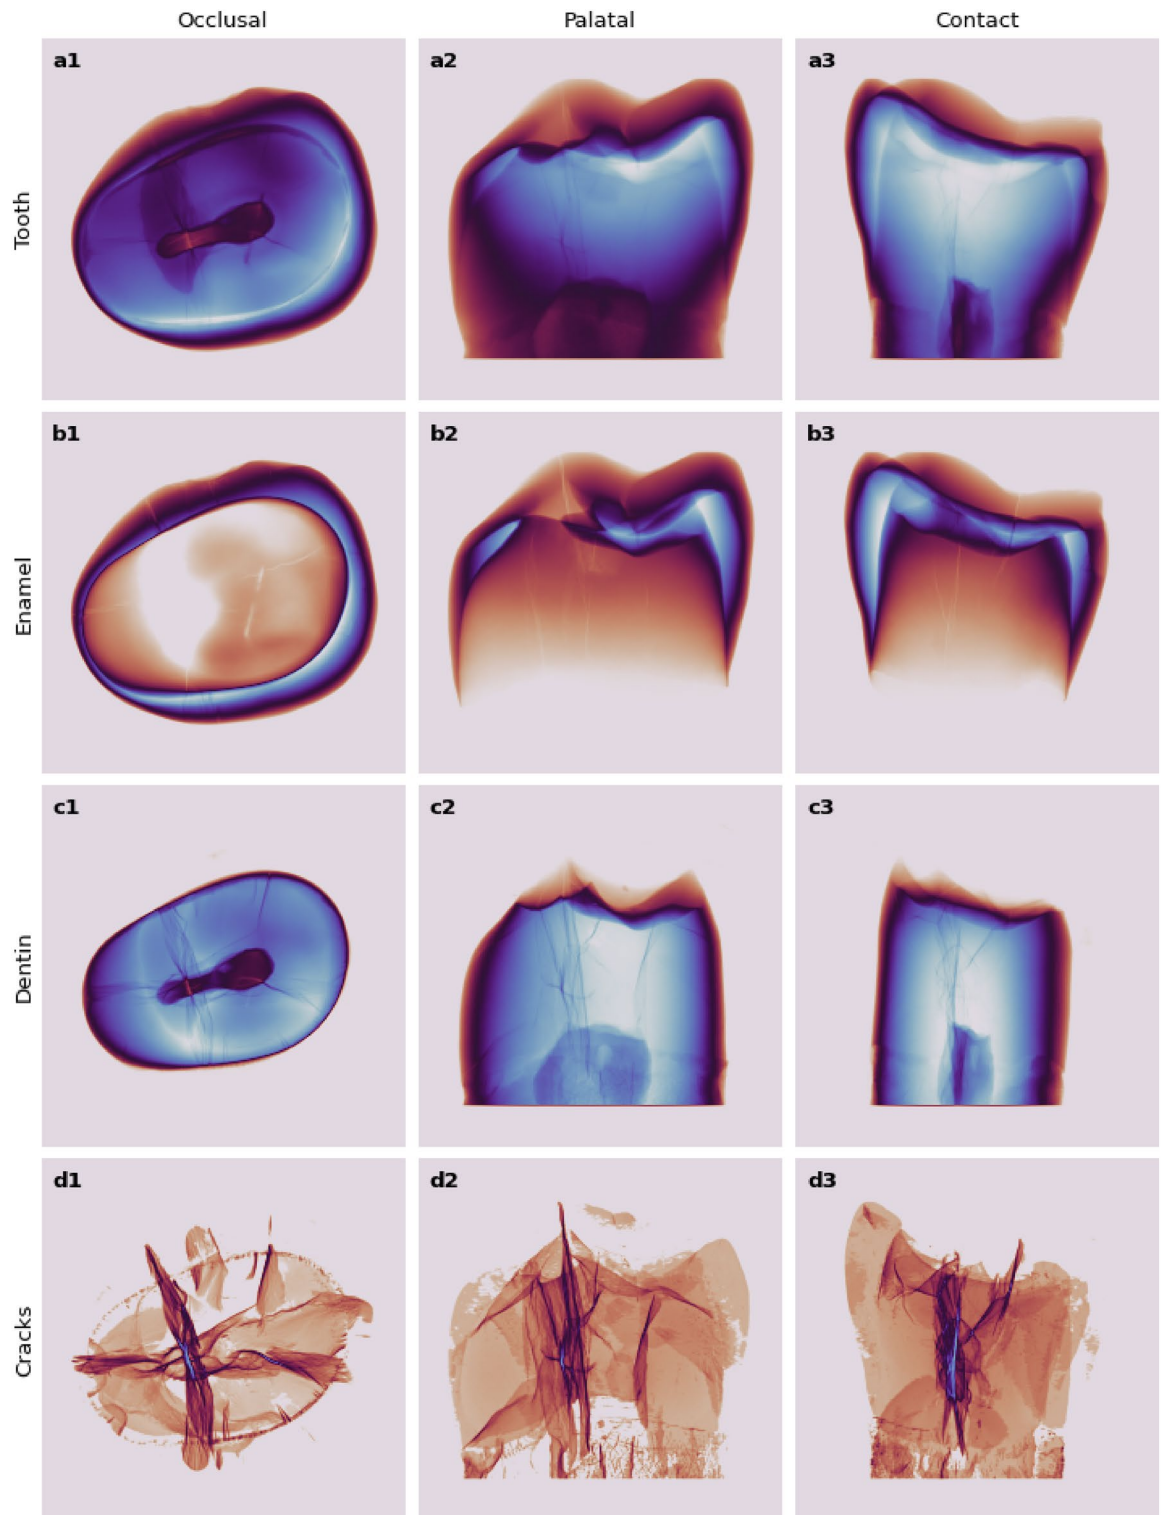 Occlusal Palatal Contact
Tooth
a1 a2 a3
Enamel
b1 b2 b3
Dentin
c1 c2 c3
Cracks
d1 d2 d3